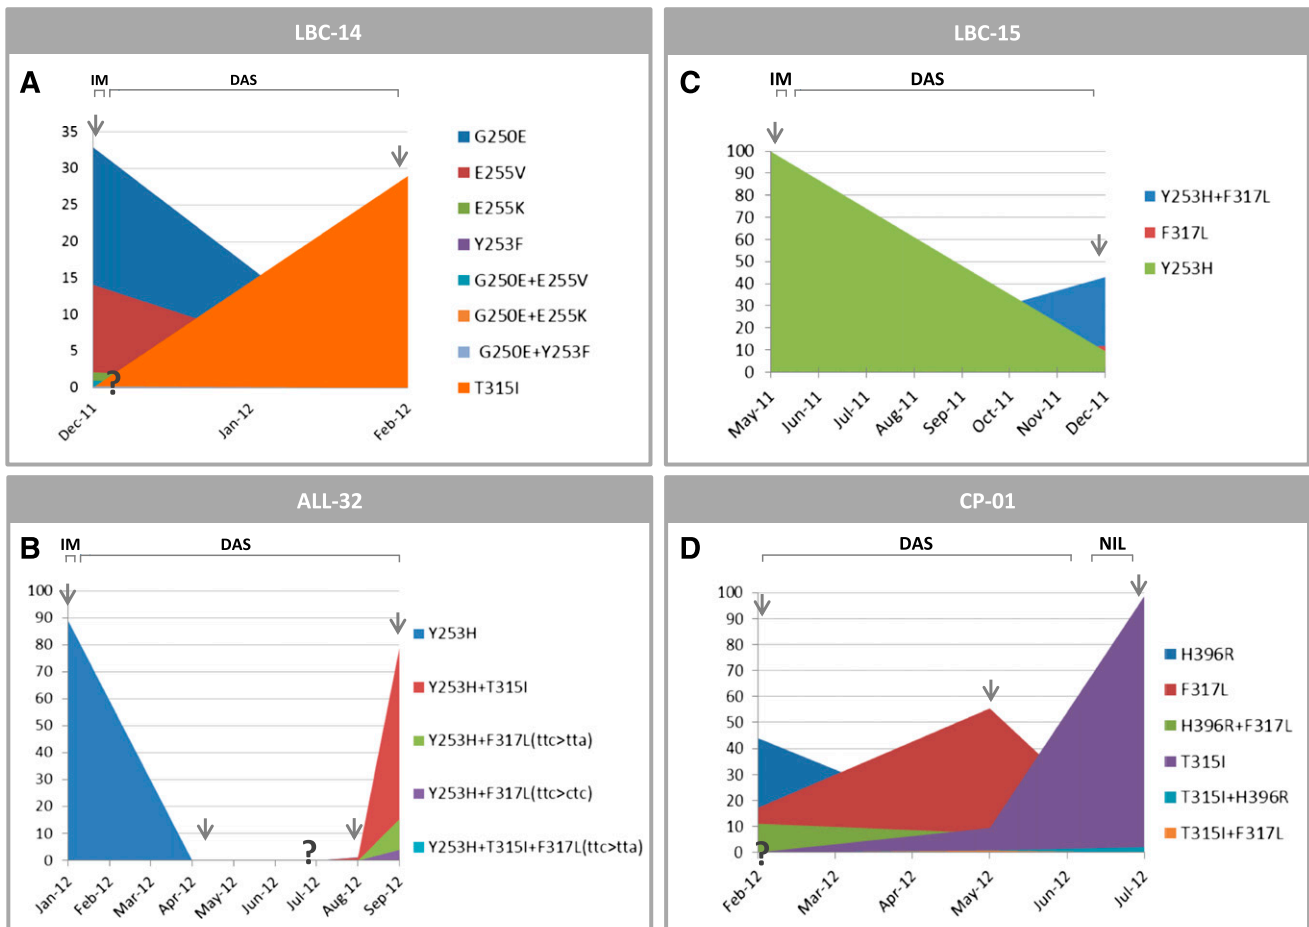 LBC-14
A
IM DAS
35
30
25
20
15
10
5
0
?
Dec-11 Jan-12 Feb-12
G250E
E255V
E255K
Y253F
G250E+E255V
G250E+E255K
G250E+Y253F
T315I
LBC-15
C
IM DAS
100
90
80
70
60
50
40
30
20
10
0
May-11 Jun-11 Jul-11 Aug-11 Sep-11 Oct-11 Nov-11 Dec-11
Y253H+F317L
F317L
Y253H
ALL-32
B
IM DAS
100
90
80
70
60
50
40
30
20
10
0
?
Jan-12 Feb-12 Mar-12 Apr-12 May-12 Jun-12 Jul-12 Aug-12 Sep-12
Y253H
Y253H+T315I
Y253H+F317L(ttc>tta)
Y253H+F317L(ttc>ctc)
Y253H+T315I+F317L(ttc>tta)
CP-01
D
DAS NIL
100
90
80
70
60
50
40
30
20
10
0
?
Feb-12 Mar-12 Apr-12 May-12 Jun-12 Jul-12
H396R
F317L
H396R+F317L
T315I
T315I+H396R
T315I+F317L